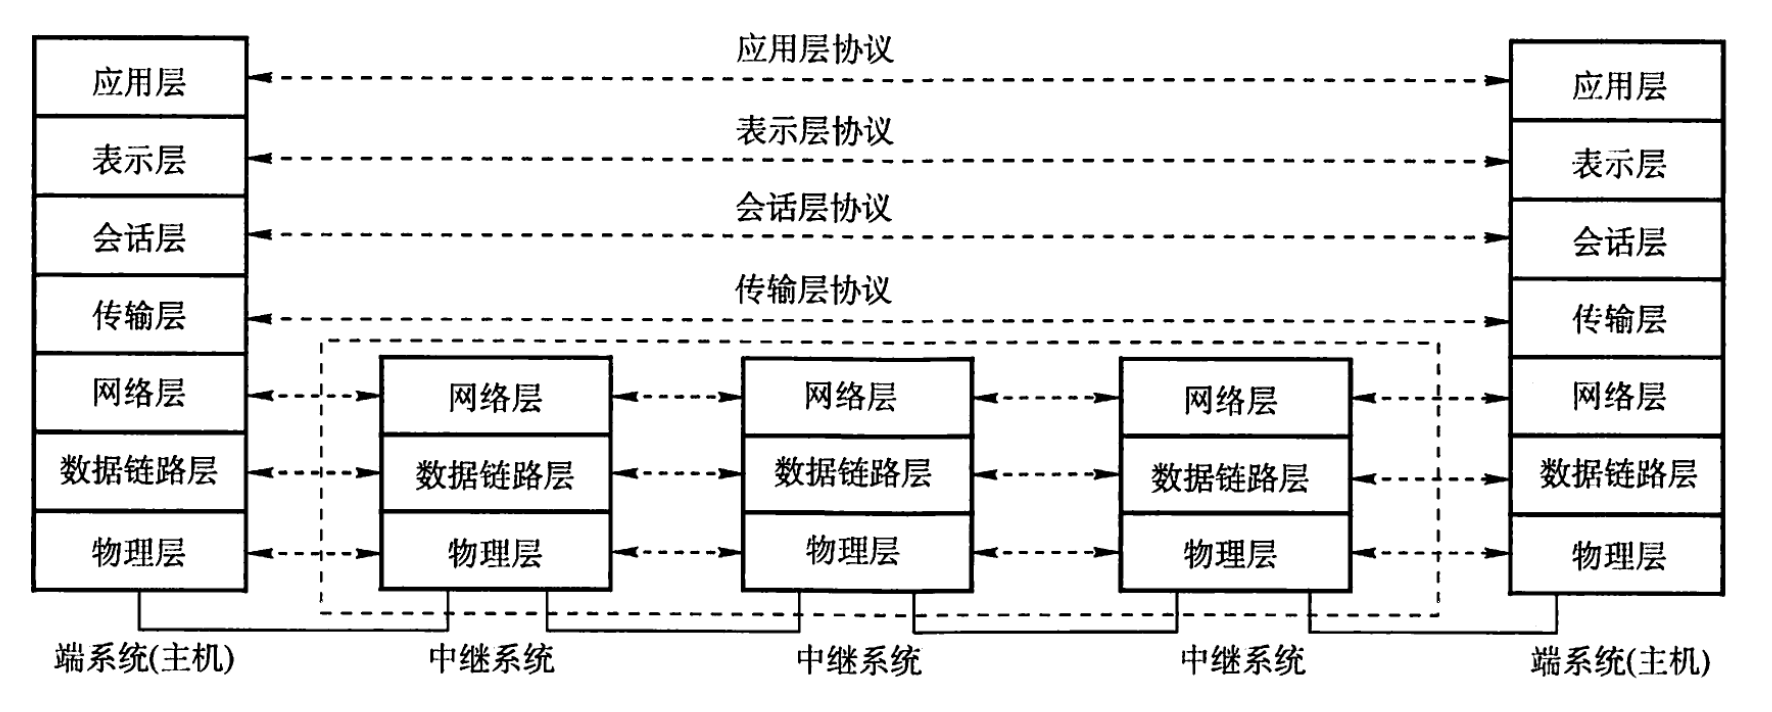 应用层协议
表示层协议
会话层协议
传输层协议
应用层
表示层
会话层
传输层
网络层
数据链路层
物理层
端系统(主机)
网络层
数据链路层
物理层
中继系统
网络层
数据链路层
物理层
中继系统
网络层
数据链路层
物理层
中继系统
应用层
表示层
会话层
传输层
网络层
数据链路层
物理层
端系统(主机)